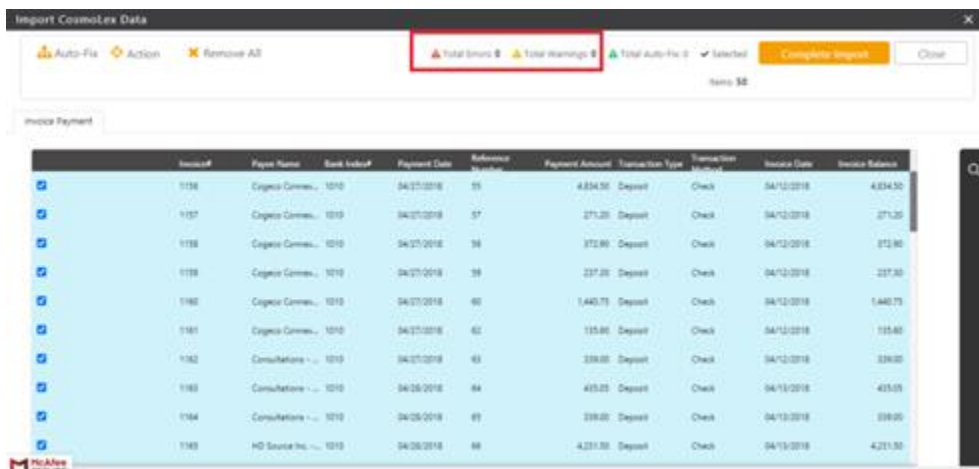 Import CosmoLex Data
Auto-Fix Action Remove All Total Errors 0 Total Warnings 0 Total Auto-Fix 0 Selected Complete Import Close
Items 50
Invoice Payment
Invoice# Payor Name Bank Index# Payment Date Reference Number Payment Amount Transaction Type Transaction Method Invoice Date Invoice Balance
1156 Cogeco Connex... 1010 04/27/2018 55 4,834.50 Deposit Check 04/12/2018 4,834.50
1157 Cogeco Connex... 1010 04/27/2018 57 271.20 Deposit Check 04/12/2018 271.20
1158 Cogeco Connex... 1010 04/27/2018 58 372.90 Deposit Check 04/12/2018 372.90
1159 Cogeco Connex... 1010 04/27/2018 59 237.30 Deposit Check 04/12/2018 237.30
1160 Cogeco Connex... 1010 04/27/2018 60 1,440.75 Deposit Check 04/12/2018 1,440.75
1161 Cogeco Connex... 1010 04/27/2018 62 135.60 Deposit Check 04/12/2018 135.60
1162 Consultations - ... 1010 04/27/2018 63 339.00 Deposit Check 04/12/2018 339.00
1163 Consultations - ... 1010 04/28/2018 64 435.05 Deposit Check 04/13/2018 435.05
1164 Consultations - ... 1010 04/28/2018 65 339.00 Deposit Check 04/13/2018 339.00
1165 HD Source Inc. -... 1010 04/28/2018 66 4,231.50 Deposit Check 04/13/2018 4,231.50
McAfee